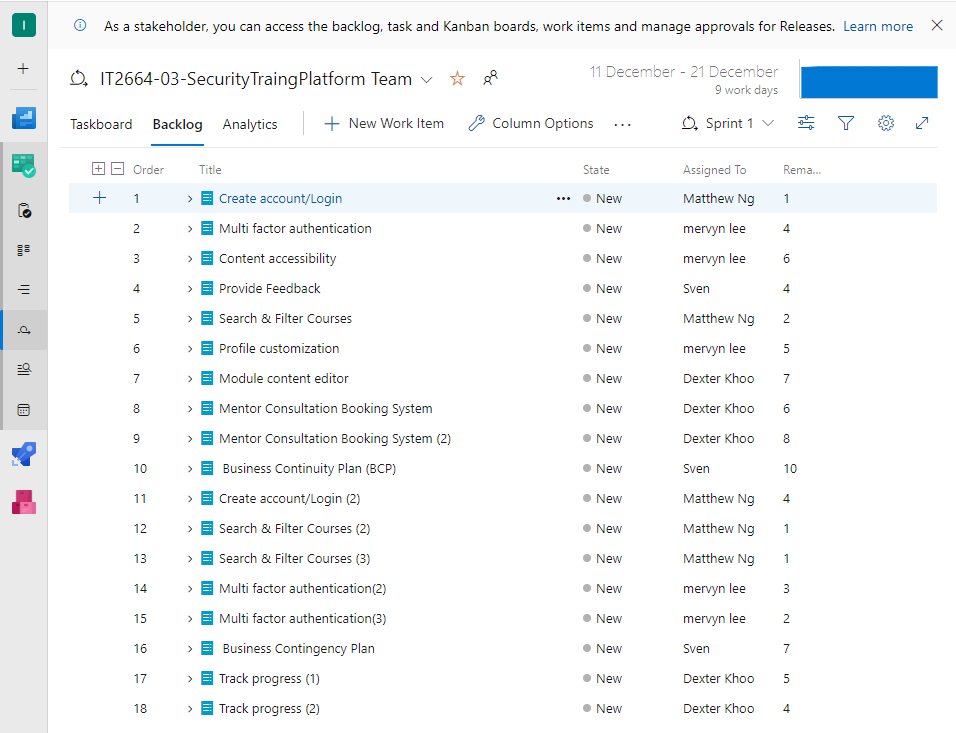 I
As a stakeholder, you can access the backlog, task and Kanban boards, work items and manage approvals for Releases. Learn more
IT2664-03-SecurityTraingPlatform Team
11 December - 21 December
9 work days
Taskboard Backlog Analytics New Work Item Column Options ... Sprint 1
Order Title State Assigned To Rema...
1 Create account/Login ... New Matthew Ng 1
2 Multi factor authentication New mervyn lee 4
3 Content accessibility New mervyn lee 6
4 Provide Feedback New Sven 4
5 Search & Filter Courses New Matthew Ng 2
6 Profile customization New mervyn lee 5
7 Module content editor New Dexter Khoo 7
8 Mentor Consultation Booking System New Dexter Khoo 6
9 Mentor Consultation Booking System (2) New Dexter Khoo 8
10 Business Continuity Plan (BCP) New Sven 10
11 Create account/Login (2) New Matthew Ng 4
12 Search & Filter Courses (2) New Matthew Ng 1
13 Search & Filter Courses (3) New Matthew Ng 1
14 Multi factor authentication(2) New mervyn lee 3
15 Multi factor authentication(3) New mervyn lee 2
16 Business Contingency Plan New Sven 7
17 Track progress (1) New Dexter Khoo 5
18 Track progress (2) New Dexter Khoo 4